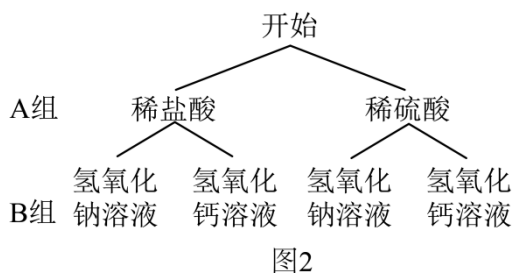 开始
A组 稀盐酸 稀硫酸
氢氧化 氢氧化 氢氧化 氢氧化
B组 钠溶液 钙溶液 钠溶液 钙溶液
图2